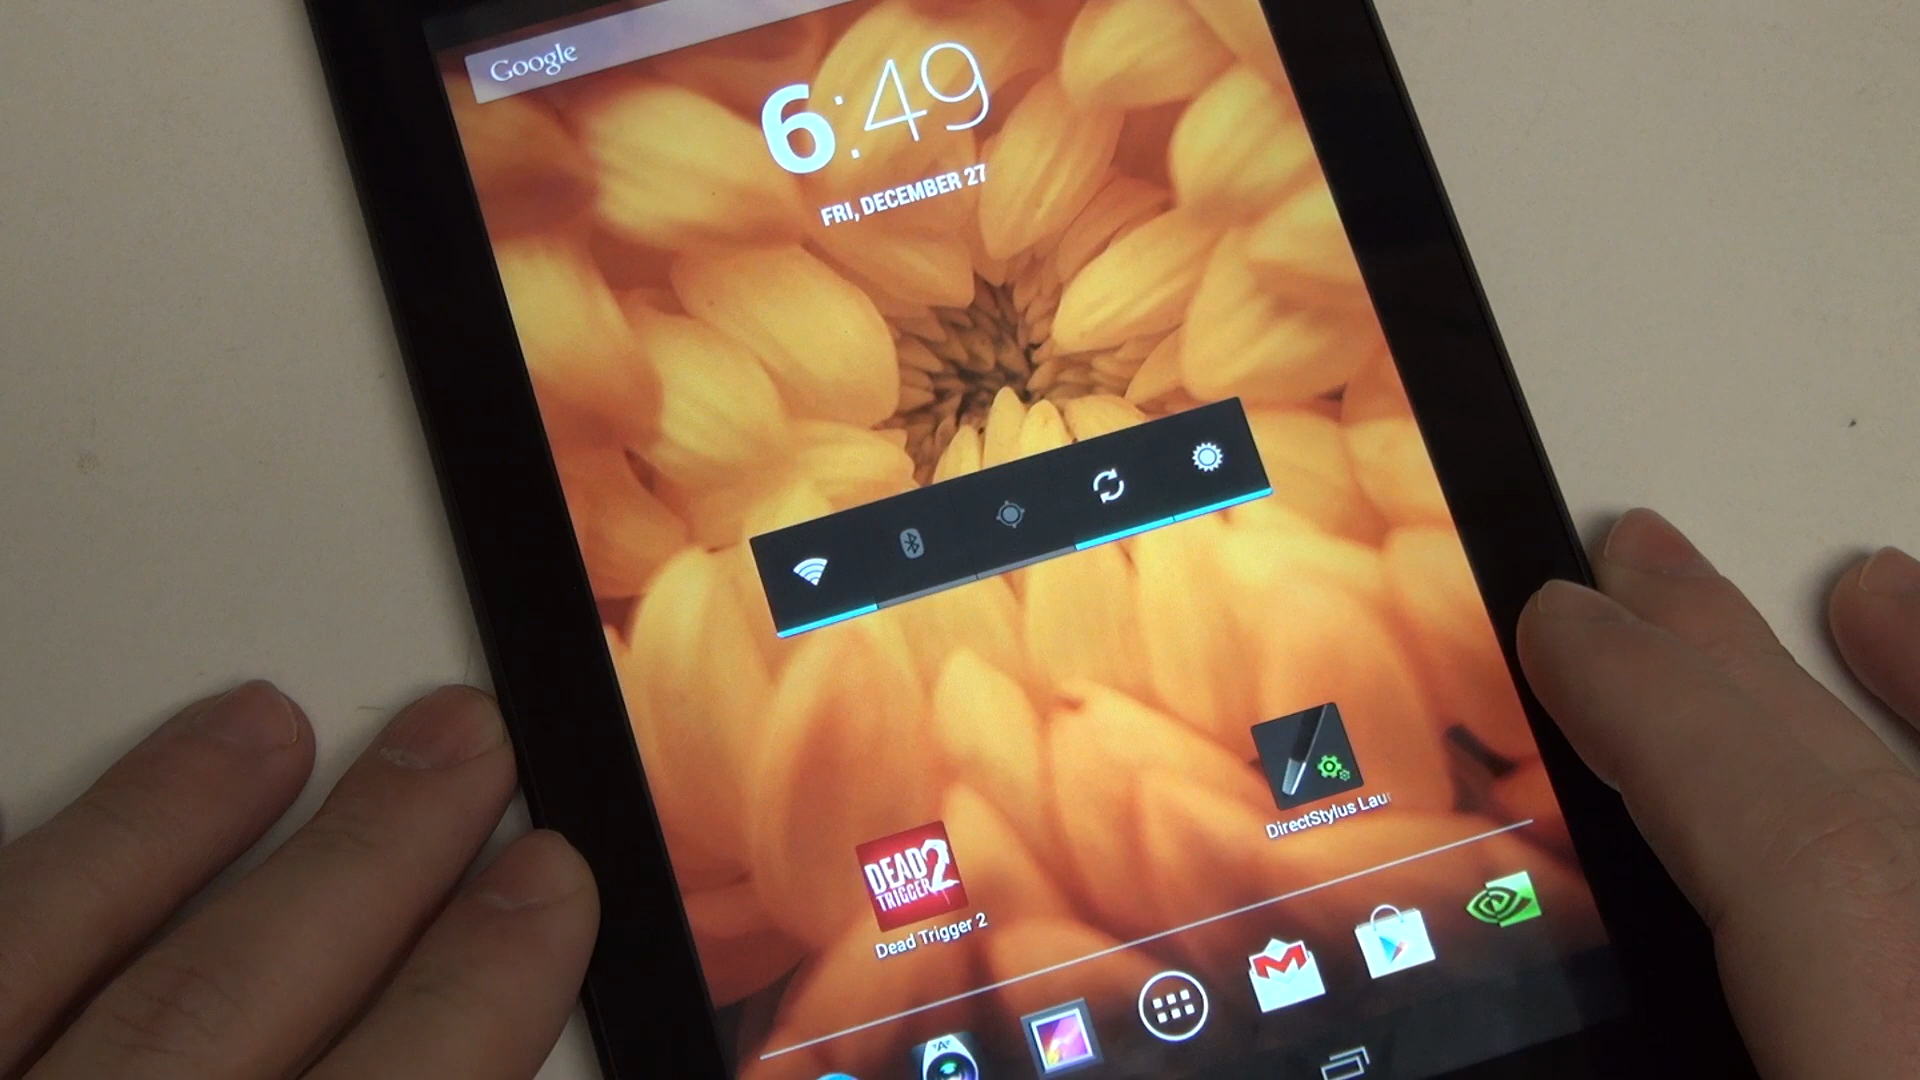 Google
6:49
FRI, DECEMBER 27
DirectStylus Lau
DEAD
TRIGGER 2
Dead Trigger 2